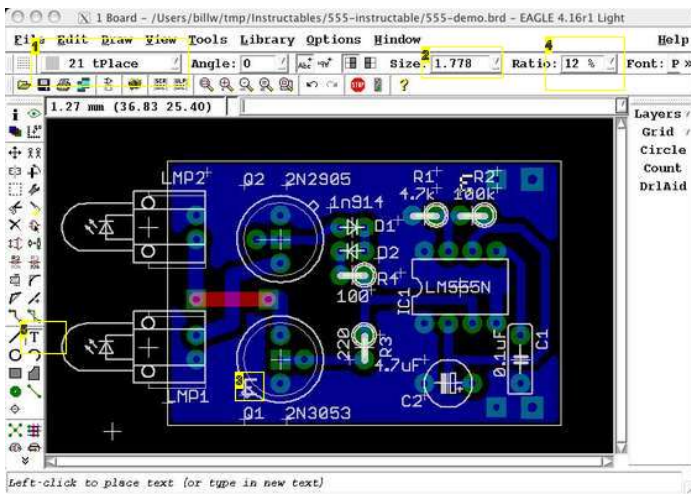 X 1 Board - /Users/billw/tmp/Instructables/555-instructable/555-demo.brd - EAGLE 4.16r1 Light
File Edit Draw View Tools Library Options Window Help
1
21 tPlace Angle: 0 Abc Size: 1.778 Ratio: 12 % Font: P »
2
4
SCR ULP STOP ?
1.27 mm (36.83 25.40)
Layers
Grid
Circle
Count
DrlAid
LMP2 Q2 2N2905 R1 R2
4.7k 100k
1n914
D1
D2
R4
100
LM555N
IC1
220
R3
4.7uF
0.1uF
C1
C2
5
T
3
LMP1 Q1 2N3053
Left-click to place text (or type in new text)